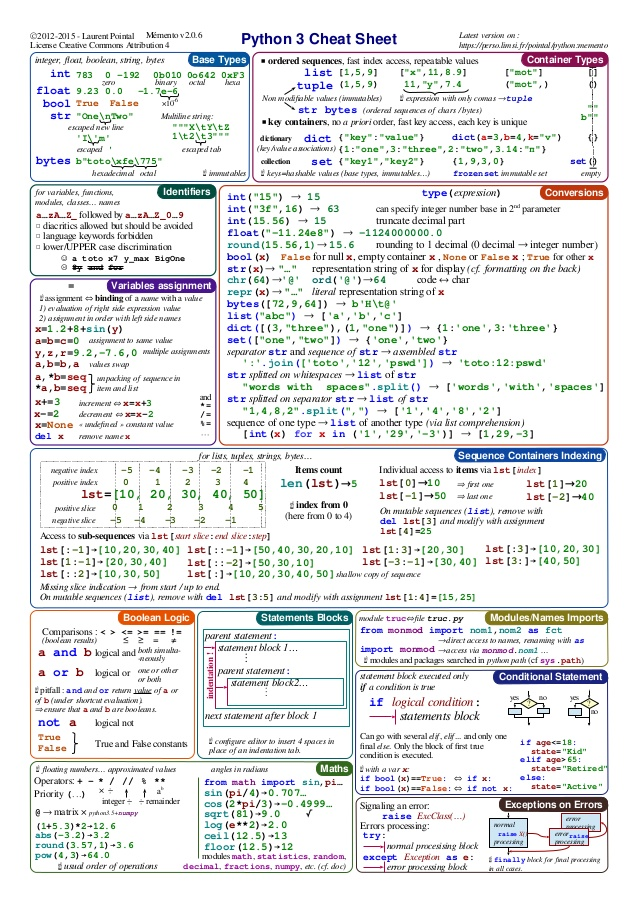 ©2012-2015 - Laurent Pointal Mémento v2.0.6
License Creative Commons Attribution 4
Python 3 Cheat Sheet
Latest version on :
https://perso.limsi.fr/pointal/python:memento
integer, float, boolean, string, bytes
Base Types
int 783 0 -192 0b010 0o642 0xF3
zero binary octal hexa
float 9.23 0.0 -1.7e-6
×10⁻⁶
bool True False
str "One\nTwo"
escaped new line
'I\'m'
escaped '
Multiline string:
"""X\tY\tZ
1\t2\t3"""
escaped tab
bytes b"toto\xfe\775"
hexadecimal octal
☝ immutables
■ ordered sequences, fast index access, repeatable values
Container Types
list [1,5,9] ["x",11,8.9] ["mot"] []
tuple (1,5,9) 11,"y",7.4 ("mot",) ()
Non modifiable values (immutables) ☝ expression with only comas →tuple
str bytes (ordered sequences of chars / bytes)
""
b""
■ key containers, no a priori order, fast key access, each key is unique
dictionary dict {"key":"value"} dict(a=3,b=4,k="v") {}
(key/value associations) {1:"one",3:"three",2:"two",3.14:"π"}
collection set {"key1","key2"} {1,9,3,0} set()
☝ keys=hashable values (base types, immutables…) frozenset immutable set empty
for variables, functions,
modules, classes… names
Identifiers
a…zA…Z_ followed by a…zA…Z_0…9
□ diacritics allowed but should be avoided
□ language keywords forbidden
□ lower/UPPER case discrimination
☺ a toto x7 y_max BigOne
☹ 8y and for
=
Variables assignment
☝ assignment ⇔ binding of a name with a value
1) evaluation of right side expression value
2) assignment in order with left side names
x=1.2+8+sin(y)
a=b=c=0 assignment to same value
y,z,r=9.2,-7.6,0 multiple assignments
a,b=b,a values swap
a,*b=seq
*a,b=seq
unpacking of sequence in
item and list
x+=3 increment ⇔ x=x+3
x-=2 decrement ⇔ x=x-2
x=None « undefined » constant value
del x remove name x
and
*=
/=
%=
…
type(expression)
Conversions
int("15") → 15
int("3f",16) → 63 can specify integer number base in 2nd parameter
int(15.56) → 15 truncate decimal part
float("-11.24e8") → -1124000000.0
round(15.56,1)→ 15.6 rounding to 1 decimal (0 decimal → integer number)
bool(x) False for null x, empty container x , None or False x ; True for other x
str(x)→ "…" representation string of x for display (cf. formatting on the back)
chr(64)→'@' ord('@')→64 code ↔ char
repr(x)→ "…" literal representation string of x
bytes([72,9,64]) → b'H\t@'
list("abc") → ['a','b','c']
dict([(3,"three"),(1,"one")]) → {1:'one',3:'three'}
set(["one","two"]) → {'one','two'}
separator str and sequence of str → assembled str
':'.join(['toto','12','pswd']) → 'toto:12:pswd'
str splitted on whitespaces → list of str
"words with  spaces".split() → ['words','with','spaces']
str splitted on separator str → list of str
"1,4,8,2".split(",") → ['1','4','8','2']
sequence of one type → list of another type (via list comprehension)
[int(x) for x in ('1','29','-3')] → [1,29,-3]
for lists, tuples, strings, bytes…
Sequence Containers Indexing
negative index -5 -4 -3 -2 -1
positive index 0 1 2 3 4
lst=[10, 20, 30, 40, 50]
positive slice 0 1 2 3 4 5
negative slice -5 -4 -3 -2 -1
Items count
len(lst)→5
☝ index from 0
(here from 0 to 4)
Individual access to items via lst[index]
lst[0]→10 ⇒ first one lst[1]→20
lst[-1]→50 ⇒ last one lst[-2]→40
On mutable sequences (list), remove with
del lst[3] and modify with assignment
lst[4]=25
Access to sub-sequences via lst[start slice:end slice:step]
lst[:-1]→[10,20,30,40] lst[::-1]→[50,40,30,20,10] lst[1:3]→[20,30] lst[:3]→[10,20,30]
lst[1:-1]→[20,30,40] lst[::-2]→[50,30,10] lst[-3:-1]→[30,40] lst[3:]→[40,50]
lst[::2]→[10,30,50] lst[:]→[10,20,30,40,50] shallow copy of sequence
Missing slice indication → from start / up to end.
On mutable sequences (list), remove with del lst[3:5] and modify with assignment lst[1:4]=[15,25]
Boolean Logic
Comparisons : < > <= >= == !=
(boolean results) ≤ ≥ = ≠
a and b logical and both simulta-
-neously
a or b logical or one or other
or both
☝ pitfall : and and or return value of a or
of b (under shortcut evaluation).
⇒ ensure that a and b are booleans.
not a logical not
True
False
True and False constants
Statements Blocks
parent statement :
statement block 1…
⋮
parent statement :
statement block2…
⋮
next statement after block 1
indentation !
☝ configure editor to insert 4 spaces in
place of an indentation tab.
module truc⇔file truc.py
Modules/Names Imports
from monmod import nom1,nom2 as fct
→direct access to names, renaming with as
import monmod →access via monmod.nom1 …
☝ modules and packages searched in python path (cf sys.path)
statement block executed only
if a condition is true
Conditional Statement
if logical condition :
statements block
yes ? no
yes ? no
Can go with several elif, elif... and only one
final else. Only the block of first true
condition is executed.
☝ with a var x:
if bool(x)==True: ⇔ if x:
if bool(x)==False: ⇔ if not x:
if age<=18:
state="Kid"
elif age>65:
state="Retired"
else:
state="Active"
☝ floating numbers… approximated values
angles in radians
Maths
Operators: + - * / // % **
Priority (…) × ÷ aᵇ
integer ÷ ÷ remainder
@ → matrix × python3.5+numpy
(1+5.3)*2→12.6
abs(-3.2)→3.2
round(3.57,1)→3.6
pow(4,3)→64.0
☝ usual order of operations
from math import sin,pi…
sin(pi/4)→0.707…
cos(2*pi/3)→-0.4999…
sqrt(81)→9.0 √
log(e**2)→2.0
ceil(12.5)→13
floor(12.5)→12
modules math, statistics, random,
decimal, fractions, numpy, etc. (cf. doc)
Signaling an error:
raise ExcClass(…)
Exceptions on Errors
Errors processing:
try:
normal procesising block
except Exception as e:
error processing block
normal
raise X()
processing
error
processing
error raise
processing
☝ finally block for final processing
in all cases.